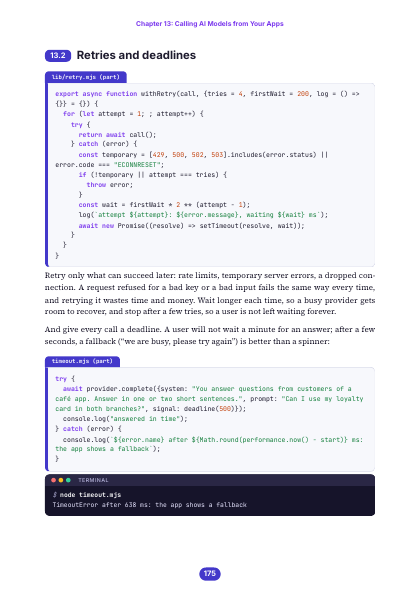 Chapter 13: Calling AI Models from Your Apps
13.2 Retries and deadlines
lib/retry.mjs (part)
export async function withRetry(call, {tries = 4, firstWait = 200, log = () =>
{}} = {}) {
  for (let attempt = 1; ; attempt++) {
    try {
      return await call();
    } catch (error) {
      const temporary = [429, 500, 502, 503].includes(error.status) ||
error.code === "ECONNRESET";
      if (!temporary || attempt === tries) {
        throw error;
      }
      const wait = firstWait * 2 ** (attempt - 1);
      log(`attempt ${attempt}: ${error.message}, waiting ${wait} ms`);
      await new Promise((resolve) => setTimeout(resolve, wait));
    }
  }
}
Retry only what can succeed later: rate limits, temporary server errors, a dropped con-
nection. A request refused for a bad key or a bad input fails the same way every time,
and retrying it wastes time and money. Wait longer each time, so a busy provider gets
room to recover, and stop after a few tries, so a user is not left waiting forever.
And give every call a deadline. A user will not wait a minute for an answer; after a few
seconds, a fallback (“we are busy, please try again”) is better than a spinner:
timeout.mjs (part)
try {
  await provider.complete({system: "You answer questions from customers of a
café app. Answer in one or two short sentences.", prompt: "Can I use my loyalty
card in both branches?", signal: deadline(500)});
  console.log("answered in time");
} catch (error) {
  console.log(`${error.name} after ${Math.round(performance.now() - start)} ms:
the app shows a fallback`);
}
TERMINAL
$ node timeout.mjs
TimeoutError after 638 ms: the app shows a fallback
175